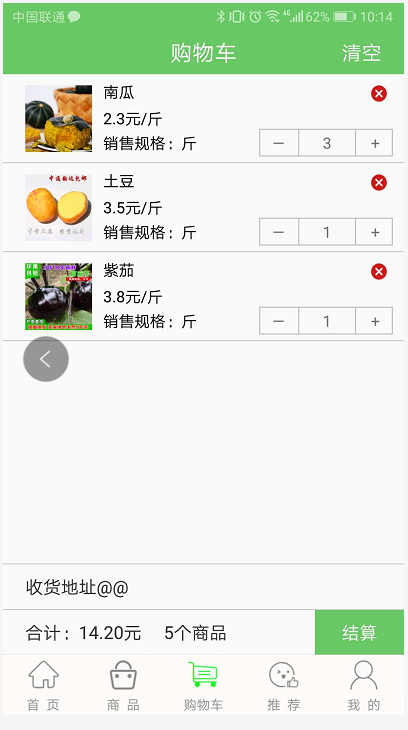 中国联通 4G 62% 10:14
购物车 清空
南瓜
2.3元/斤
销售规格：斤 — 3 +
中通物流包邮
土豆
3.5元/斤
销售规格：斤 — 1 +
紫茄
3.8元/斤
销售规格：斤 — 1 +
收货地址@@
合计：14.20元 5个商品 结算
首 页 商 品 购物车 推 荐 我 的